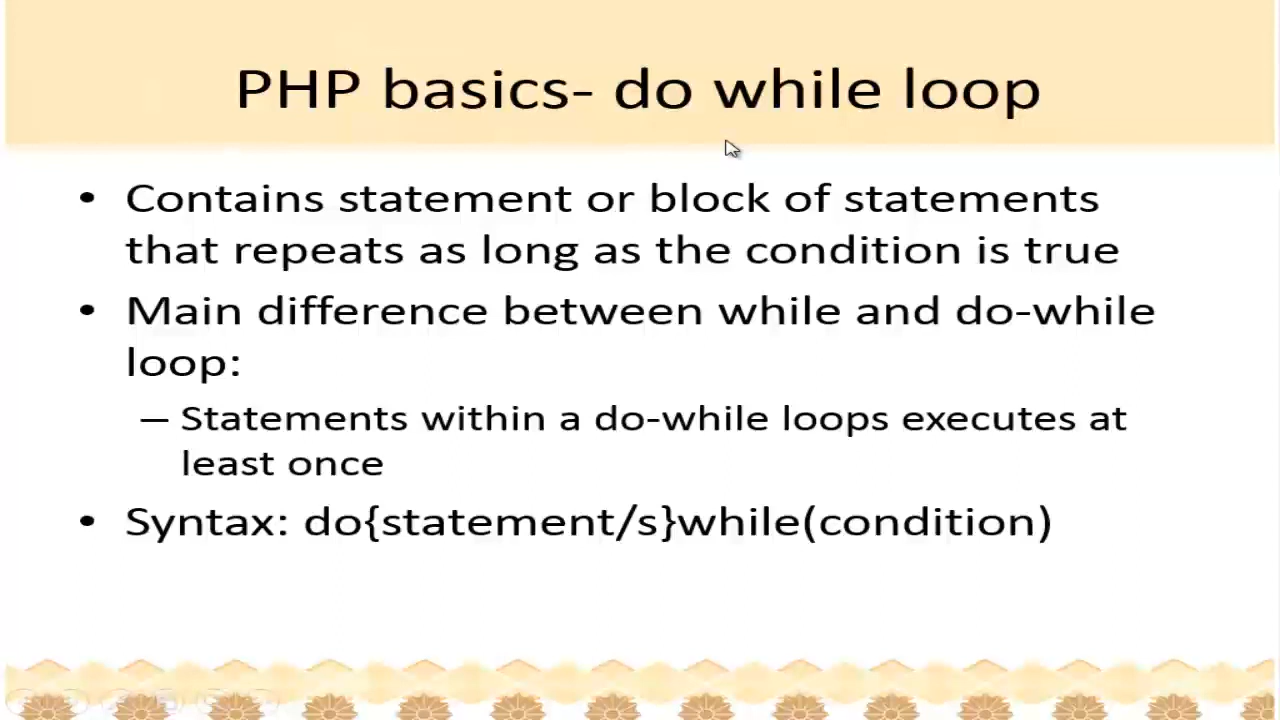 PHP basics- do while loop
• Contains statement or block of statements
that repeats as long as the condition is true
• Main difference between while and do-while
loop:
– Statements within a do-while loops executes at
least once
• Syntax: do{statement/s}while(condition)